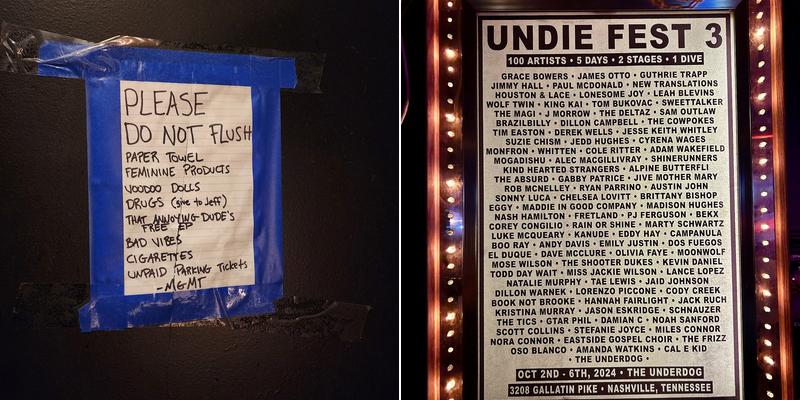 PLEASE
DO NOT FLUSH
PAPER TOWEL
FEMININE PRODUCTS
VOODOO DOLLS
DRUGS (give to Jeff)
THAT ANNOYING DUDE'S
FREE EP
BAD VIBES
CIGARETTES
UNPAID PARKING TICKETS
-MGMT
UNDIE FEST 3
100 ARTISTS • 5 DAYS • 2 STAGES • 1 DIVE
GRACE BOWERS • JAMES OTTO • GUTHRIE TRAPP
JIMMY HALL • PAUL MCDONALD • NEW TRANSLATIONS
HOUSTON & LACE • LONESOME JOY • LEAH BLEVINS
WOLF TWIN • KING KAI • TOM BUKOVAC • SWEETTALKER
THE MAGI • J MORROW • THE DELTAZ • SAM OUTLAW
BRAZILBILLY • DILLON CAMPBELL • THE COWPOKES
TIM EASTON • DEREK WELLS • JESSE KEITH WHITLEY
SUZIE CHISM • JEDD HUGHES • CYRENA WAGES
MONFRON • WHITTEN • COLE RITTER • ADAM WAKEFIELD
MOGADISHU • ALEC MACGILLIVRAY • SHINERUNNERS
KIND HEARTED STRANGERS • ALPINE BUTTERFLI
THE ABSURD • GABBY PATRICE • JIVE MOTHER MARY
ROB MCNELLEY • RYAN PARRINO • AUSTIN JOHN
SONNY LUCA • CHELSEA LOVITT • BRITTANY BISHOP
EGGY • MADDIE IN GOOD COMPANY • MADISON HUGHES
NASH HAMILTON • FRETLAND • PJ FERGUSON • BEKX
COREY CONGILIO • RAIN OR SHINE • MARTY SCHWARTZ
LUKE MCQUEARY • KANUDE • EDDY HAY • CAMPANULA
BOO RAY • ANDY DAVIS • EMILY JUSTIN • DOS FUEGOS
EL DUQUE • DAVE MCCLURE • OLIVIA FAYE • MOONWOLF
MOSE WILSON • THE SHOOTER DUKES • KEVIN DANIEL
TODD DAY WAIT • MISS JACKIE WILSON • LANCE LOPEZ
NATALIE MURPHY • TAE LEWIS • JAID JOHNSON
DILLON WARNEK • LORENZO PICCONE • CODY CREEK
BOOK NOT BROOKE • HANNAH FAIRLIGHT • JACK RUCH
KRISTINA MURRAY • JASON ESKRIDGE • SCHNAUZER
THE TICS • GTAR PHIL • DAMIAN C • NOAH SANFORD
SCOTT COLLINS • STEFANIE JOYCE • MILES CONNOR
NORA CONNOR • EASTSIDE GOSPEL CHOIR • THE FRIZZ
OSO BLANCO • AMANDA WATKINS • CAL E KID
• THE UNDERDOG •
OCT 2ND - 6TH, 2024 • THE UNDERDOG
3208 GALLATIN PIKE • NASHVILLE, TENNESSEE